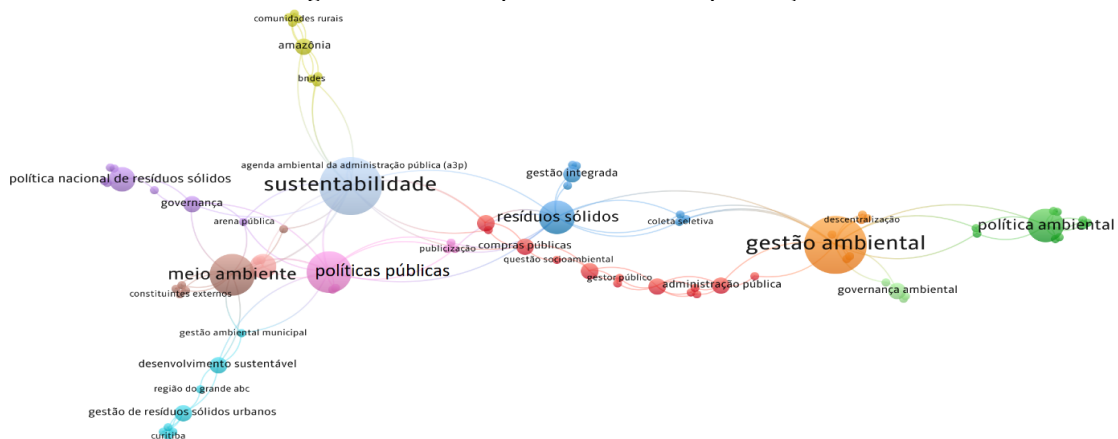 comunidades rurais
amazônia
bndes
agenda ambiental da administração pública (a3p)
sustentabilidade
política nacional de resíduos sólidos
governança
arena pública
gestão integrada
resíduos sólidos
coleta seletiva
descentralização
política ambiental
gestão ambiental
publicização
compras públicas
questão socioambiental
meio ambiente
políticas públicas
gestor público
administração pública
governança ambiental
constituintes externos
gestão ambiental municipal
desenvolvimento sustentável
região do grande abc
gestão de resíduos sólidos urbanos
curitiba